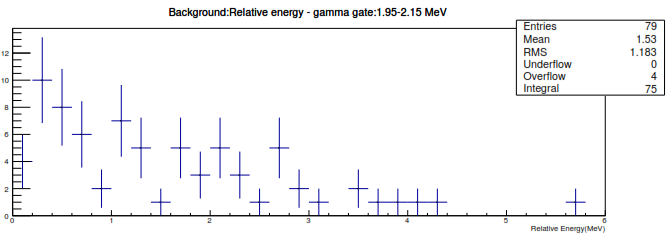 Background:Relative energy - gamma gate:1.95-2.15 MeV
Entries 79
Mean 1.53
RMS 1.183
Underflow 0
Overflow 4
Integral 75
12
10
8
6
4
2
0
0 1 2 3 4 5 6
Relative Energy(MeV)